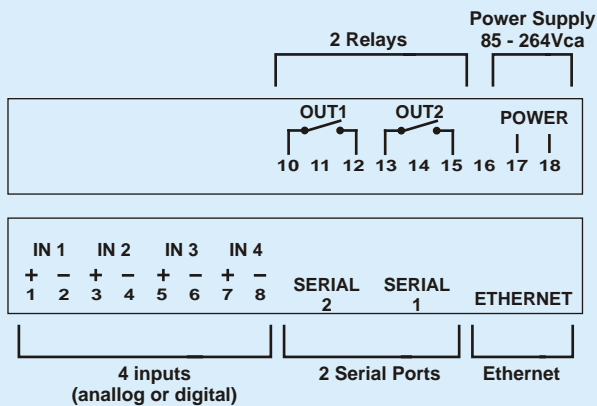 Power Supply
2 Relays 85 - 264Vca
OUT1 OUT2 POWER
10 11 12 13 14 15 16 17 18
IN 1 IN 2 IN 3 IN 4
+ − + − + − + −
1 2 3 4 5 6 7 8
SERIAL 2
SERIAL 1
ETHERNET
4 inputs
(anallog or digital)
2 Serial Ports
Ethernet